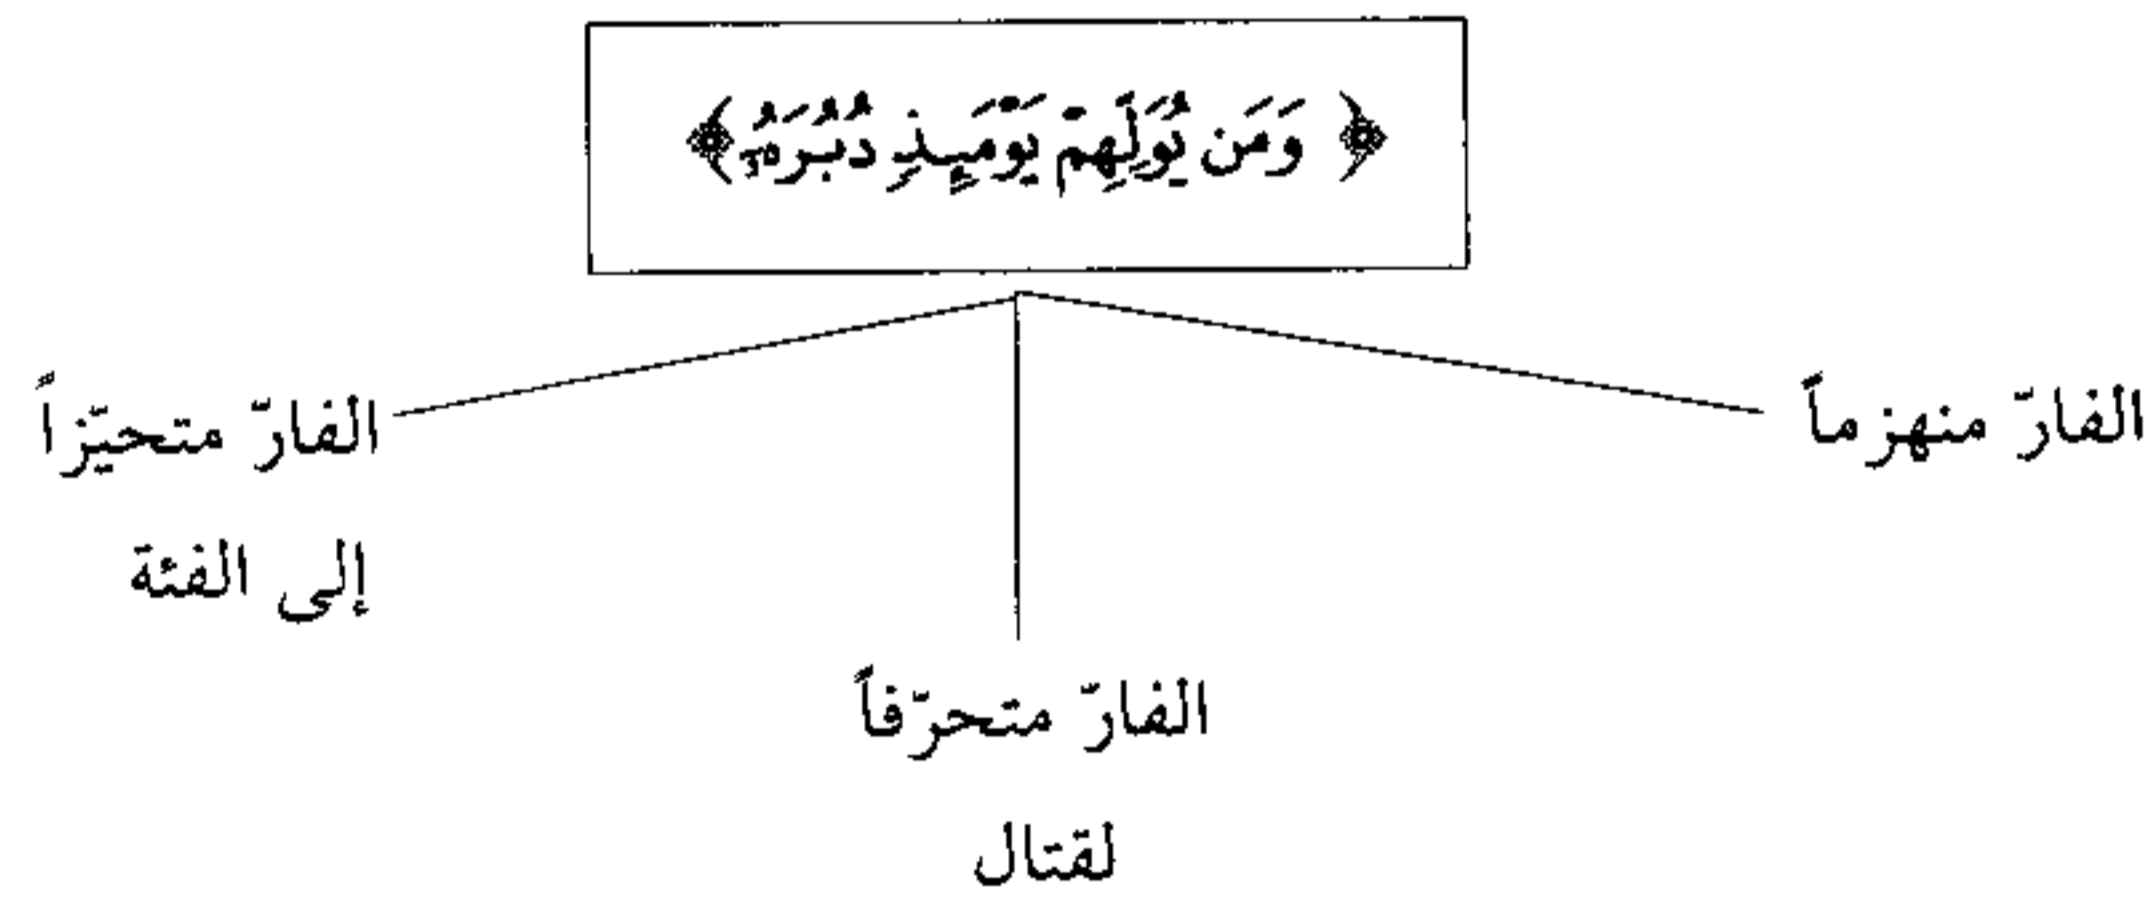 ﴿ وَمَن يُوَلِّهِمْ يَوْمَئِذٍ دُبُرَهُۥ ﴾
الفارّ منهزماً
الفارّ متحيّزاً
إلى الفئة
الفارّ متحرّفاً
لقتال